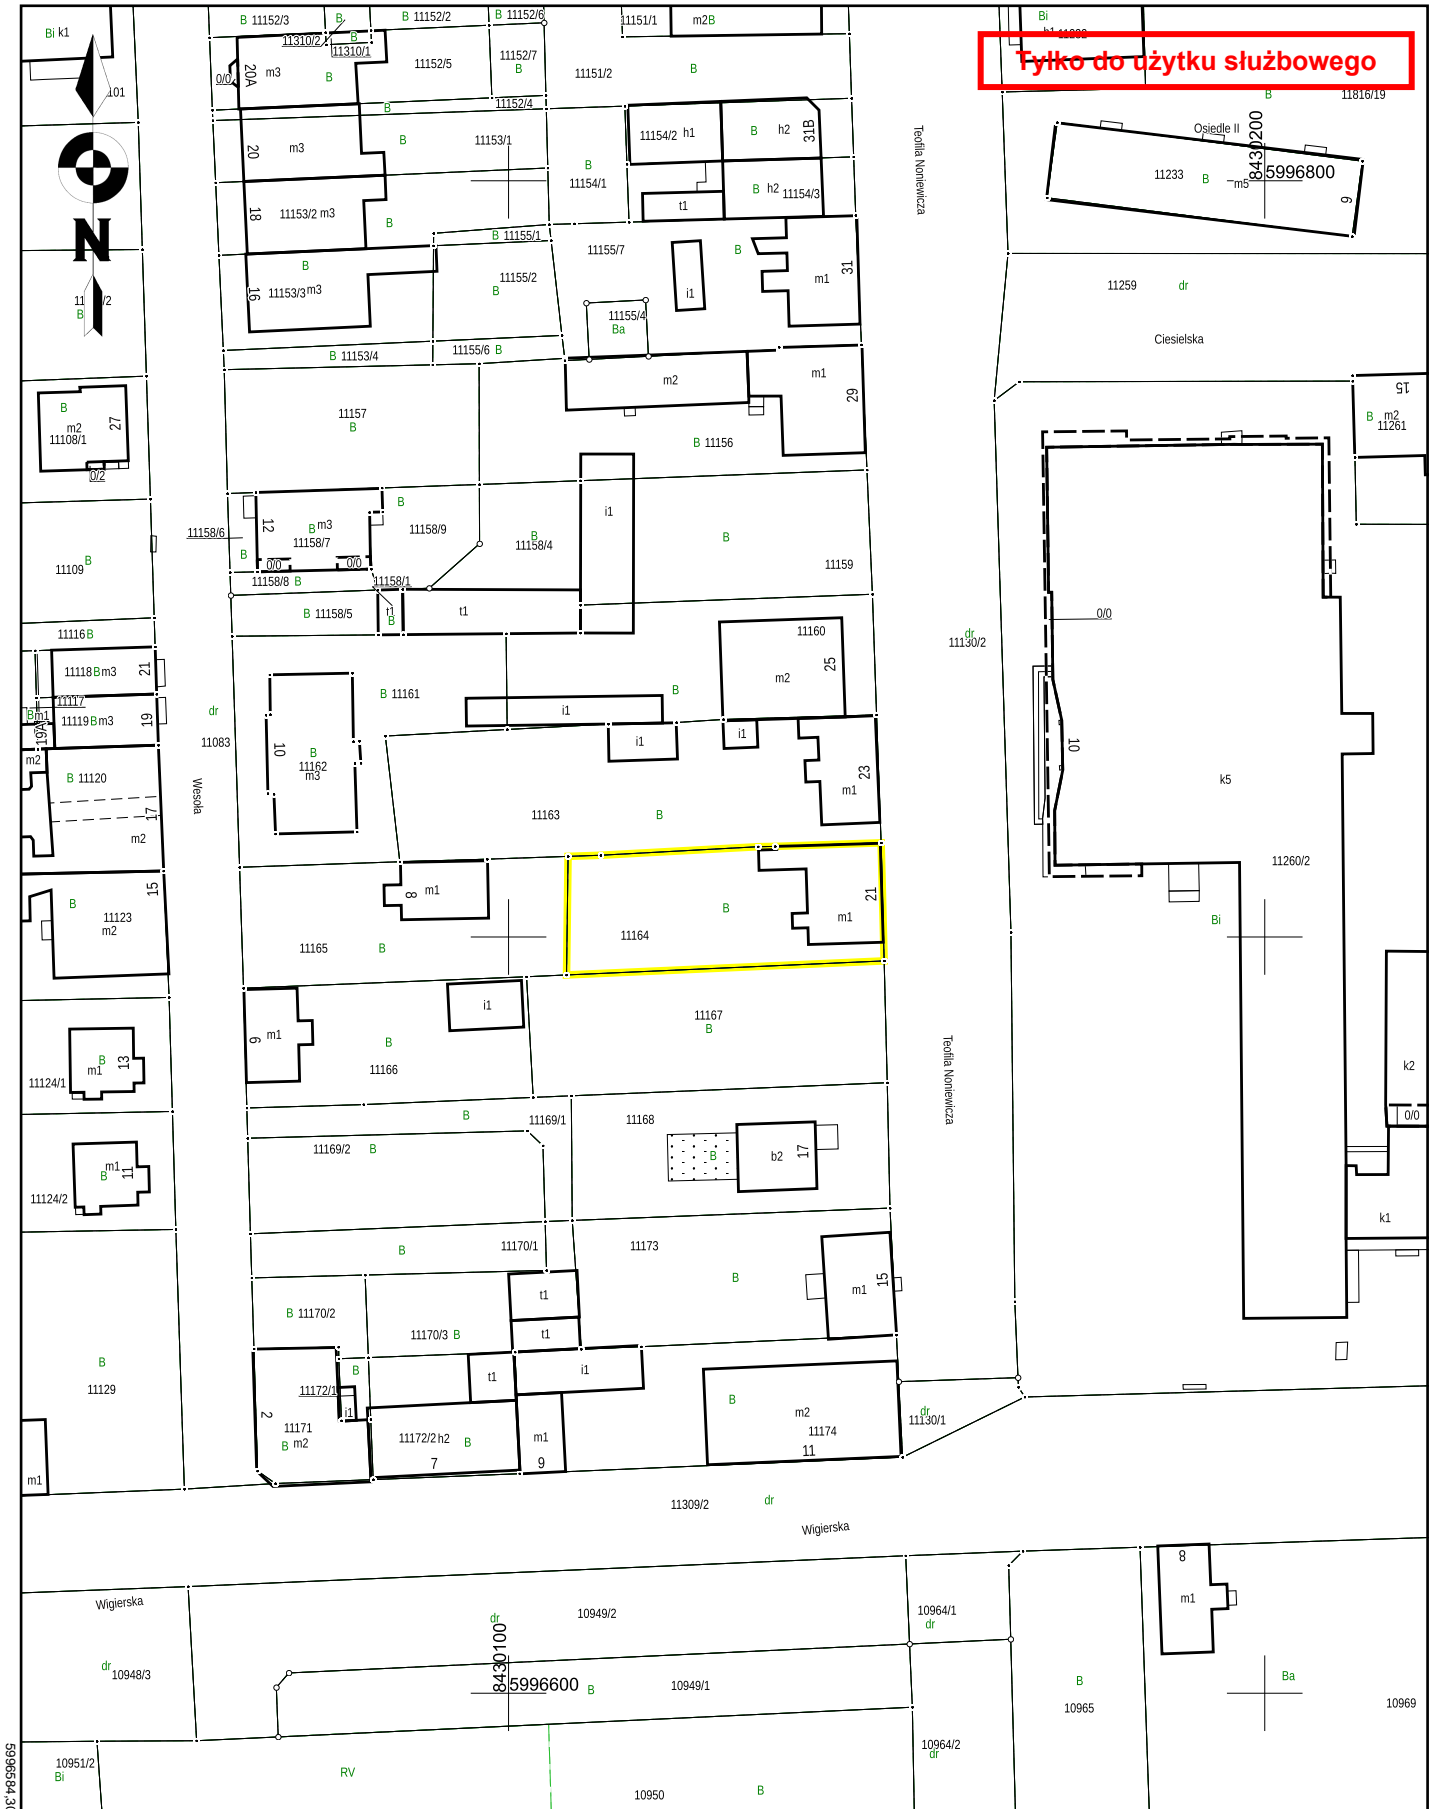 B 11152/3
B
B 11152/2
B 11152/6
11151/1
m2
B
Bi
Bi k1
11310/2
B
11310/1
Tylko do użytku służbowego
20A
m3
0/0
B
11152/5
11152/7
B
11151/2
B
B
11816/19
101
B
11152/4
20
m3
B
11153/1
11154/2 h1
B
h2
31B
Teofila Noniewicza
Osiedle II
8430200
5996800
B
11154/1
11233
B
m5
9
18
11153/2 m3
B
t1
B
h2
11154/3
N
B 11155/1
11155/7
B
B
16
11153/3 m3
11155/2
B
i1
m1
31
11259
dr
B
11155/4
Ba
Ciesielska
B 11153/4
11155/6 B
m2
m1
29
15
B
m2
11261
B
m2
11108/1
27
0/2
11157
B
B 11156
12
B m3
11158/7
B
11158/9
i1
11158/6
B
0/0
0/0
B
11158/4
B
11159
B
11109
11158/8 B
11158/1
B 11158/5
t1
B
t1
0/0
11116 B
11160
25
m2
dr
11130/2
11118 B m3
21
11117
B m1
19A
11119 B m3
19
B 11161
B
i1
dr
11083
10
B
11162
m3
i1
i1
23
m1
10
m2
B 11120
17
m2
Wesoła
k5
11163
B
11260/2
15
B
11123
m2
8
m1
21
B
m1
11164
Bi
11165
B
6
m1
i1
11167
B
B
11166
Teofila Noniewicza
B
m1
13
11124/1
k2
0/0
B
11169/1
11168
11169/2 B
B
b2
17
m1
B
11
11124/2
k1
B
11170/1
11173
B
m1
15
B 11170/2
t1
11170/3 B
t1
B
11129
B
11172/1
i1
t1
i1
B
2
11171
B m2
11172/2 h2 B
7
m1
9
m2
11174
11
dr
11130/1
m1
11309/2
dr
Wigierska
8
m1
Wigierska
dr
10949/2
10964/1
dr
dr
10948/3
8430100
5996600
B
10949/1
B
10965
Ba
10969
10951/2
Bi
RV
10950
B
10964/2
dr